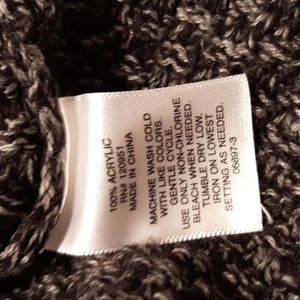 100% ACRYLIC
RN# 120951
MADE IN CHINA
MACHINE WASH COLD
WITH LIKE COLORS.
GENTLE CYCLE.
USE ONLY NON-CHLORINE
BLEACH WHEN NEEDED.
TUMBLE DRY LOW.
IRON ON LOWEST
SETTING AS NEEDED.
00897-3